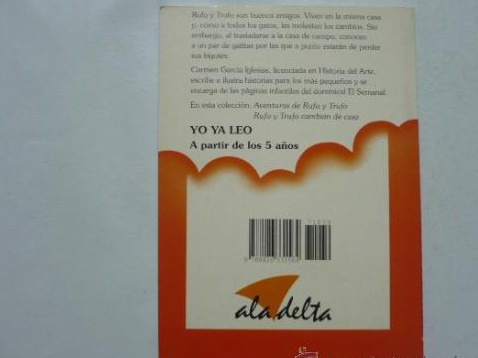 Rufo y Trufo son buenos amigos. Viven en la misma casa
y, como a todos los gatos, les molestan los cambios. Sin
embargo, al trasladarse a la casa de campo, conocen
a un par de gatitas por las que a punto estarán de perder
sus bigotes.
Carmen García Iglesias, licenciada en Historia del Arte,
escribe e ilustra historias para los más pequeños y se
encarga de las páginas infantiles del dominical El Semanal.
En esta colección: Aventuras de Rufo y Trufo
Rufo y Trufo cambian de casa
YO YA LEO
A partir de los 5 años
ala delta